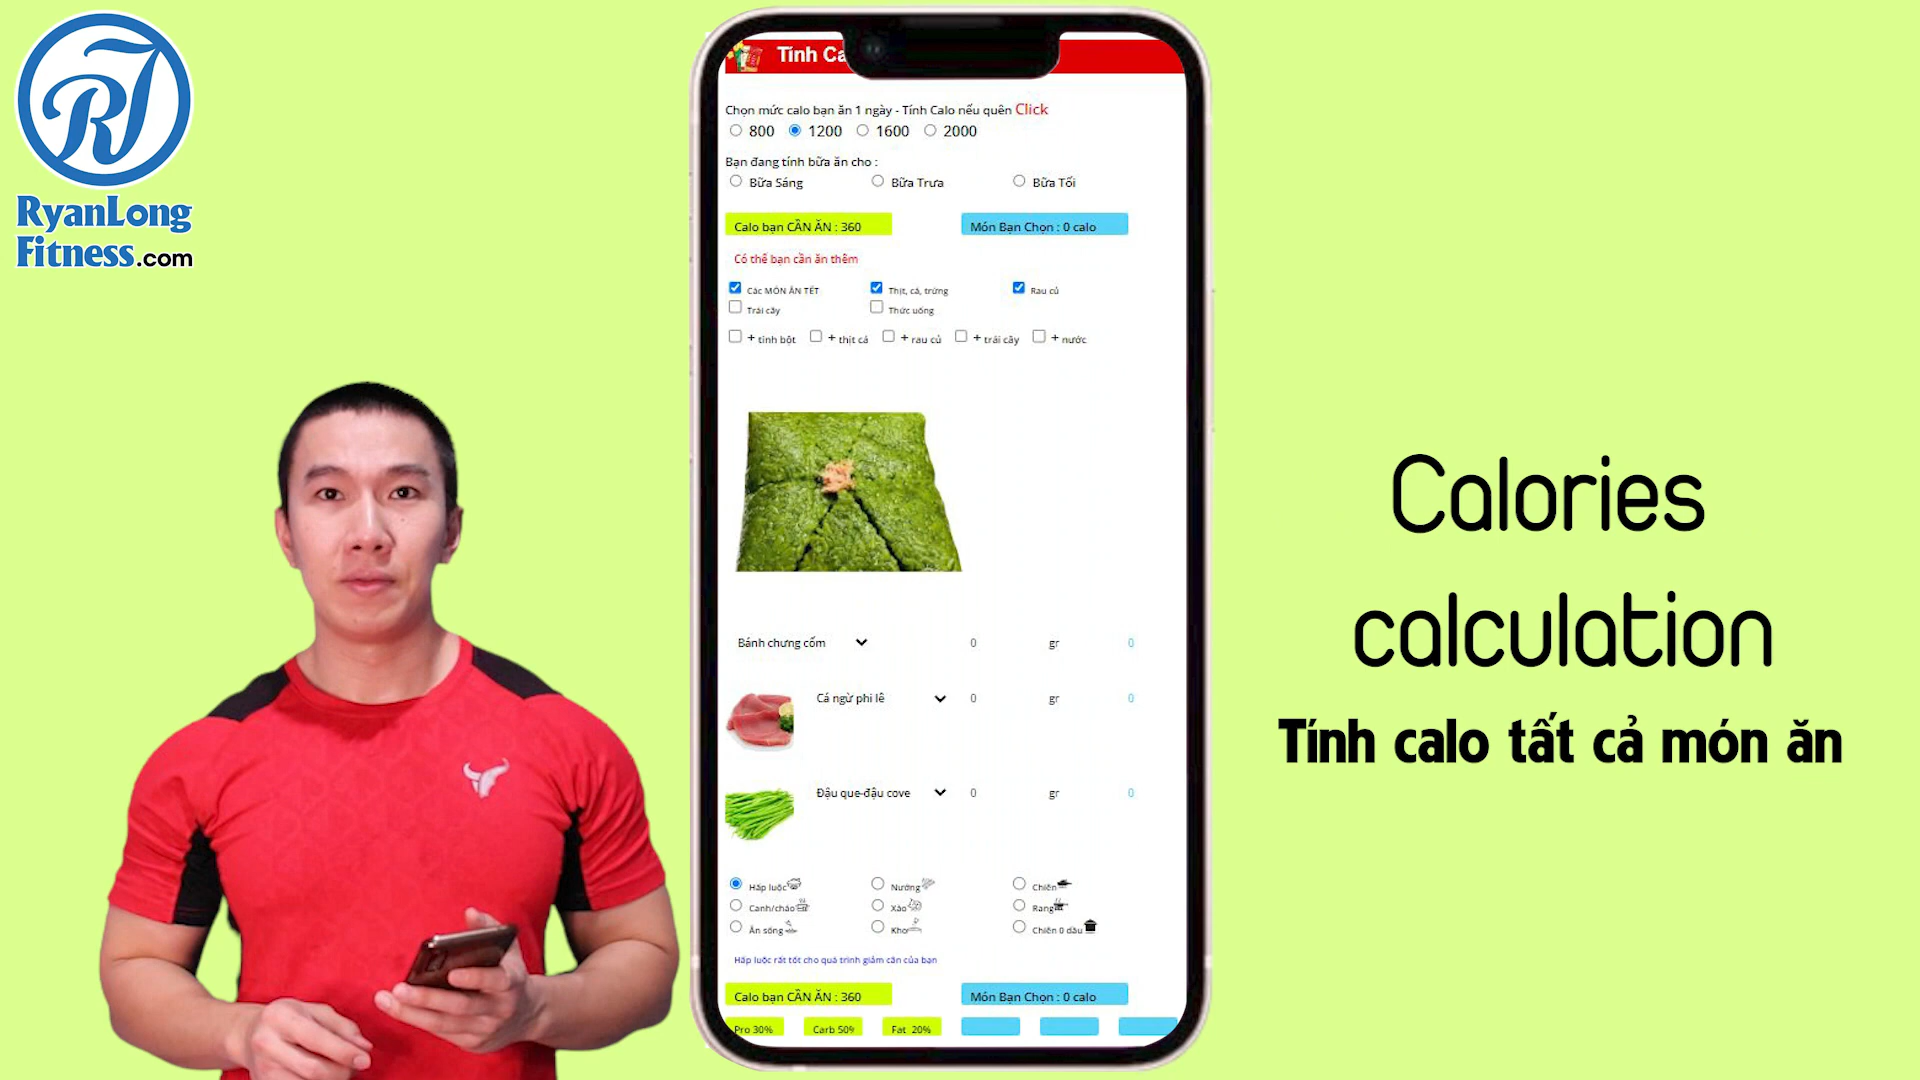 RyanLong
Fitness.com
Tính Ca
Chọn mức calo bạn ăn 1 ngày - Tính Calo nếu quên Click
800 1200 1600 2000
Bạn đang tính bữa ăn cho :
Bữa Sáng Bữa Trưa Bữa Tối
Calo bạn CẦN ĂN : 360 Món Bạn Chọn : 0 calo
Có thể bạn cần ăn thêm
Các MÓN ĂN TẾT Thịt, cá, trứng Rau củ
Trái cây Thức uống
+ tinh bột + thịt cá + rau củ + trái cây + nước
Bánh chưng cốm 0 gr 0
Cá ngừ phi lê 0 gr 0
Đậu que-đậu cove 0 gr 0
Hấp luộc Nướng Chiên
Canh/cháo Xào Rang
Ăn sống Kho Chiên 0 dầu
Hấp luộc rất tốt cho quá trình giảm cân của bạn
Calo bạn CẦN ĂN : 360 Món Bạn Chọn : 0 calo
Pro 30% Carb 50% Fat 20%
Calories
calculation
Tính calo tất cả món ăn